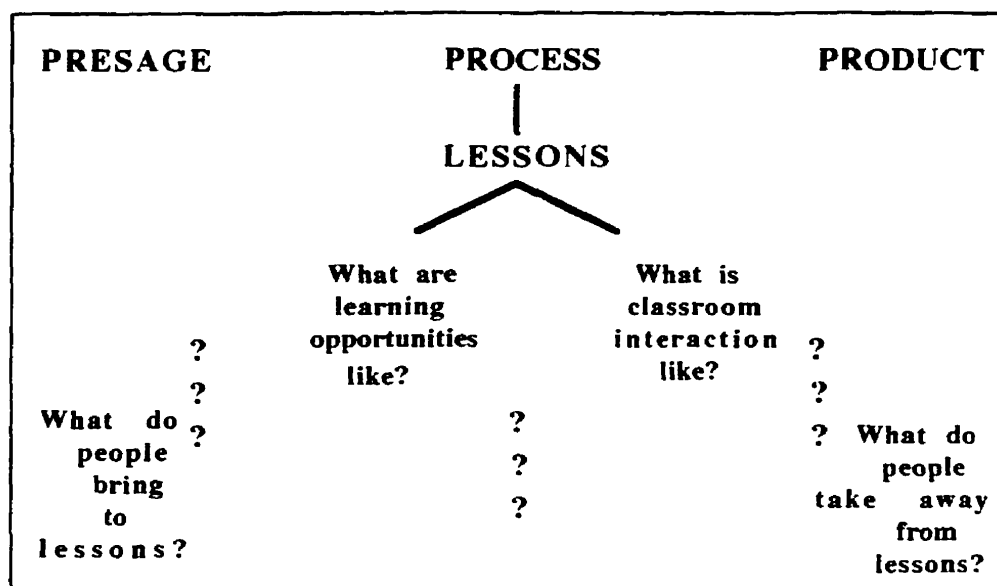 PRESAGE PROCESS PRODUCT
LESSONS
What are
learning
opportunities
like?
What is
classroom
interaction
like?
?
?
?
What do
people
bring
to
lessons?
?
?
?
?
?
?
What do
people
take away
from
lessons?